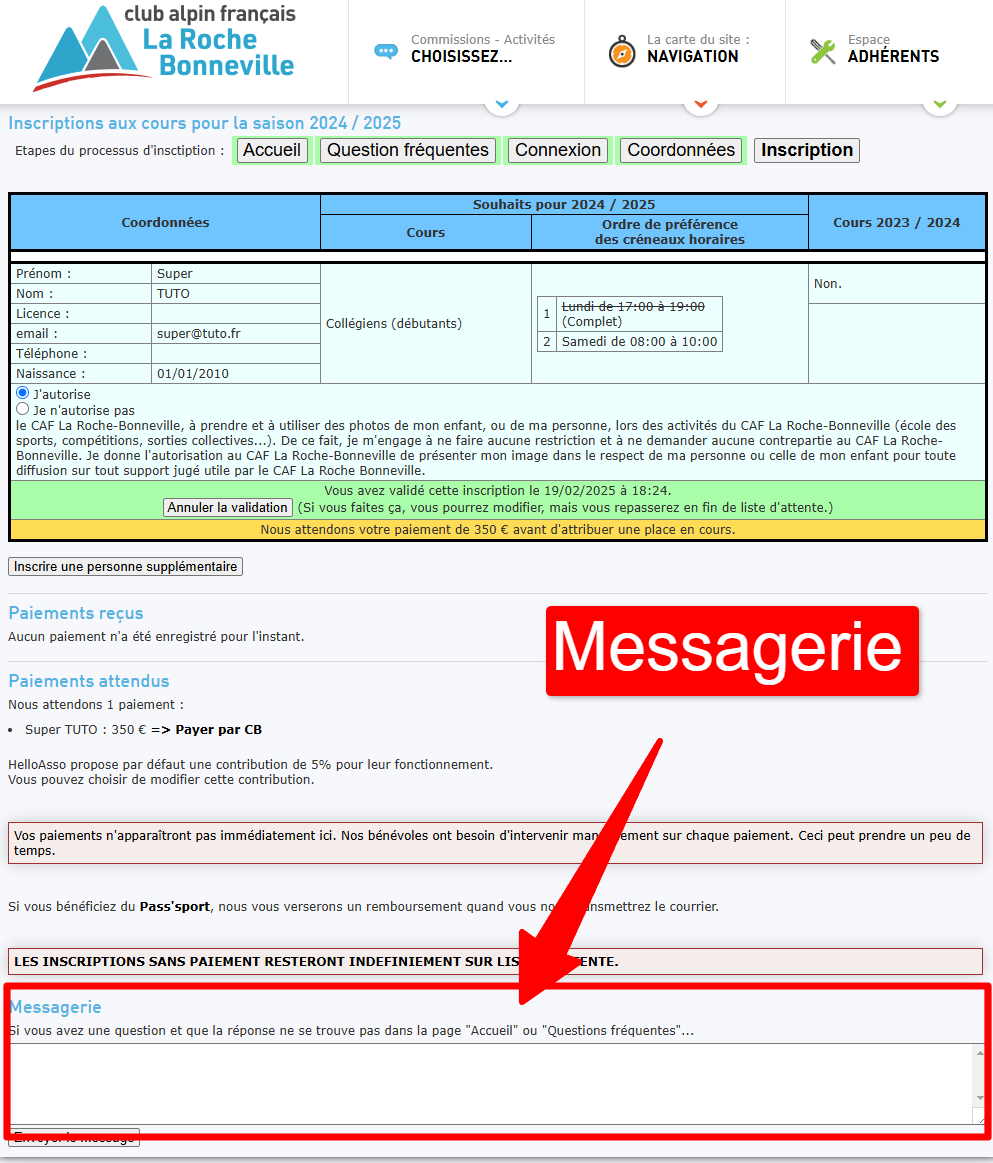 club alpin français
La Roche
Bonneville
Commissions - Activités
CHOISISSEZ...
La carte du site :
NAVIGATION
Espace
ADHÉRENTS
Inscriptions aux cours pour la saison 2024 / 2025
Etapes du processus d'insctiption : Accueil Question fréquentes Connexion Coordonnées Inscription
Coordonnées
Souhaits pour 2024 / 2025
Cours
Ordre de préférence
des créneaux horaires
Cours 2023 / 2024
Prénom : Super
Nom : TUTO
Licence :
email : super@tuto.fr
Téléphone :
Naissance : 01/01/2010
Collégiens (débutants)
1 Lundi de 17:00 à 19:00
(Complet)
2 Samedi de 08:00 à 10:00
Non.
J'autorise
Je n'autorise pas
le CAF La Roche-Bonneville, à prendre et à utiliser des photos de mon enfant, ou de ma personne, lors des activités du CAF La Roche-Bonneville (école des
sports, compétitions, sorties collectives...). De ce fait, je m'engage à ne faire aucune restriction et à ne demander aucune contrepartie au CAF La Roche-
Bonneville. Je donne l'autorisation au CAF La Roche-Bonneville de présenter mon image dans le respect de ma personne ou celle de mon enfant pour toute
diffusion sur tout support jugé utile par le CAF La Roche Bonneville.
Vous avez validé cette inscription le 19/02/2025 à 18:24.
Annuler la validation (Si vous faites ça, vous pourrez modifier, mais vous repasserez en fin de liste d'attente.)
Nous attendons votre paiement de 350 € avant d'attribuer une place en cours.
Inscrire une personne supplémentaire
Paiements reçus
Aucun paiement n'a été enregistré pour l'instant.
Messagerie
Paiements attendus
Nous attendons 1 paiement :
• Super TUTO : 350 € => Payer par CB
HelloAsso propose par défaut une contribution de 5% pour leur fonctionnement.
Vous pouvez choisir de modifier cette contribution.
Vos paiements n'apparaîtront pas immédiatement ici. Nos bénévoles ont besoin d'intervenir sur chaque paiement. Ceci peut prendre un peu de
temps.
Si vous bénéficiez du Pass'sport, nous vous verserons un remboursement quand vous le courrier.
LES INSCRIPTIONS SANS PAIEMENT RESTERONT INDEFINIEMENT SUR
Messagerie
Si vous avez une question et que la réponse ne se trouve pas dans la page "Accueil" ou "Questions fréquentes"...
Envoyer le message